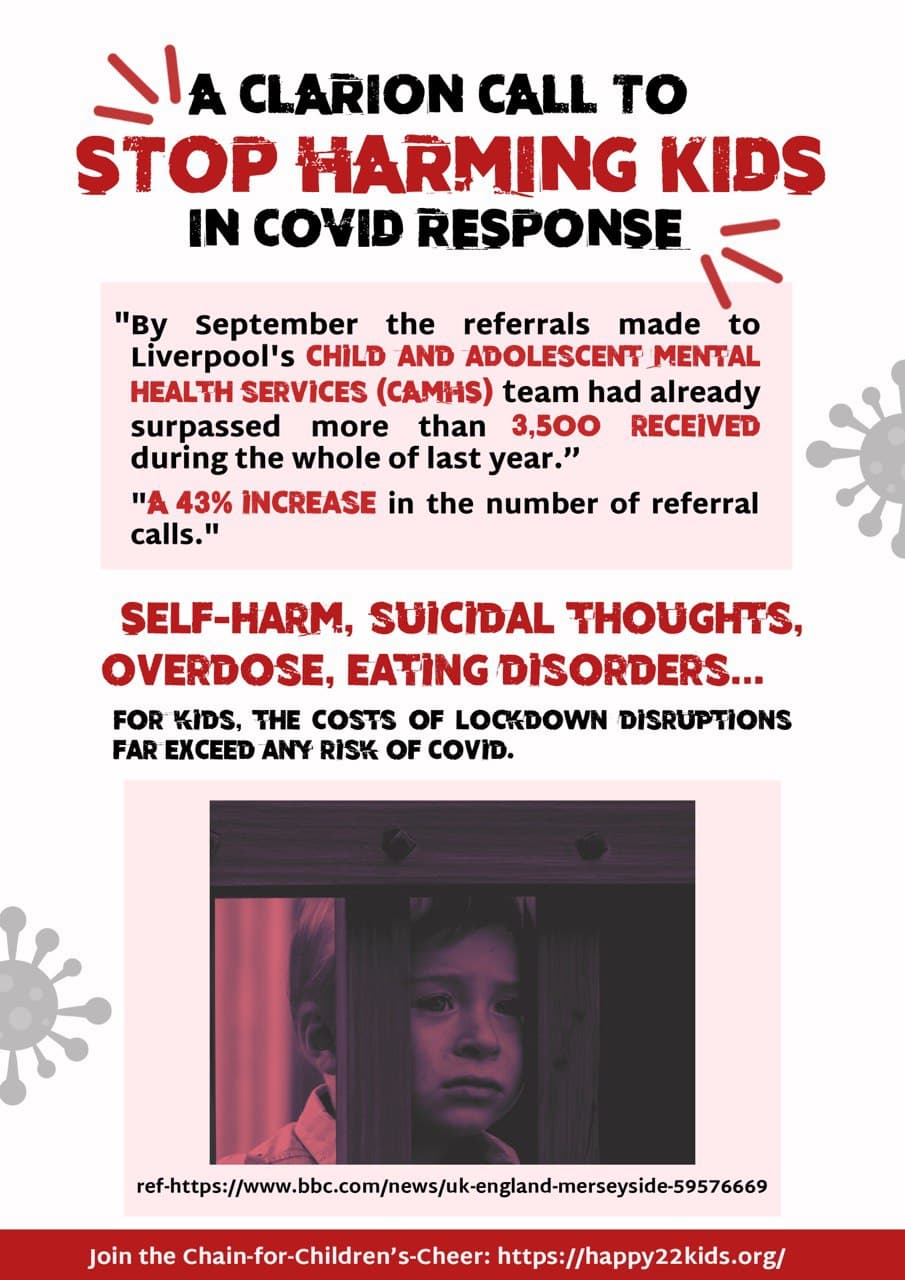 A CLARION CALL TO
STOP HARMING KIDS
IN COVID RESPONSE
"By September the referrals made to
Liverpool's CHILD AND ADOLESCENT MENTAL
HEALTH SERVICES (CAMHS) team had already
surpassed more than 3,500 RECEIVED
during the whole of last year.”
"A 43% INCREASE in the number of referral
calls."
SELF-HARM, SUICIDAL THOUGHTS,
OVERDOSE, EATING DISORDERS...
FOR KIDS, THE COSTS OF LOCKDOWN DISRUPTIONS
FAR EXCEED ANY RISK OF COVID.
ref-https://www.bbc.com/news/uk-england-merseyside-59576669
Join the Chain-for-Children’s-Cheer: https://happy22kids.org/